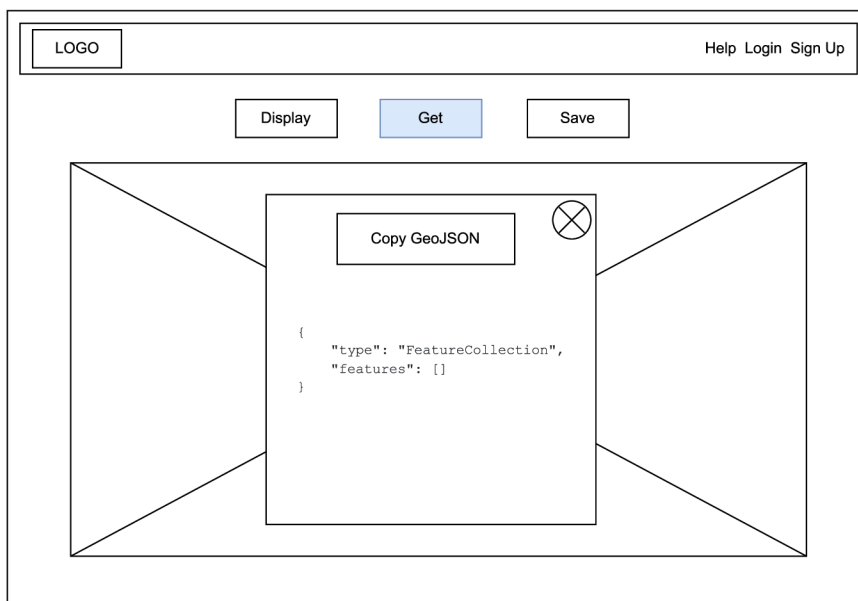 LOGO
Help Login Sign Up
Display Get Save
Copy GeoJSON
{
"type": "FeatureCollection",
"features": []
}